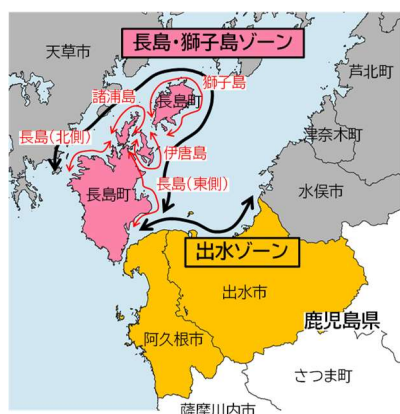 長島・獅子島ゾーン
天草市
獅子島
芦北町
諸浦島
長島町
津奈木町
長島(北側)
伊唐島
水俣市
長島町
長島(東側)
出水ゾーン
出水市
鹿児島県
阿久根市
さつま町
薩摩川内市